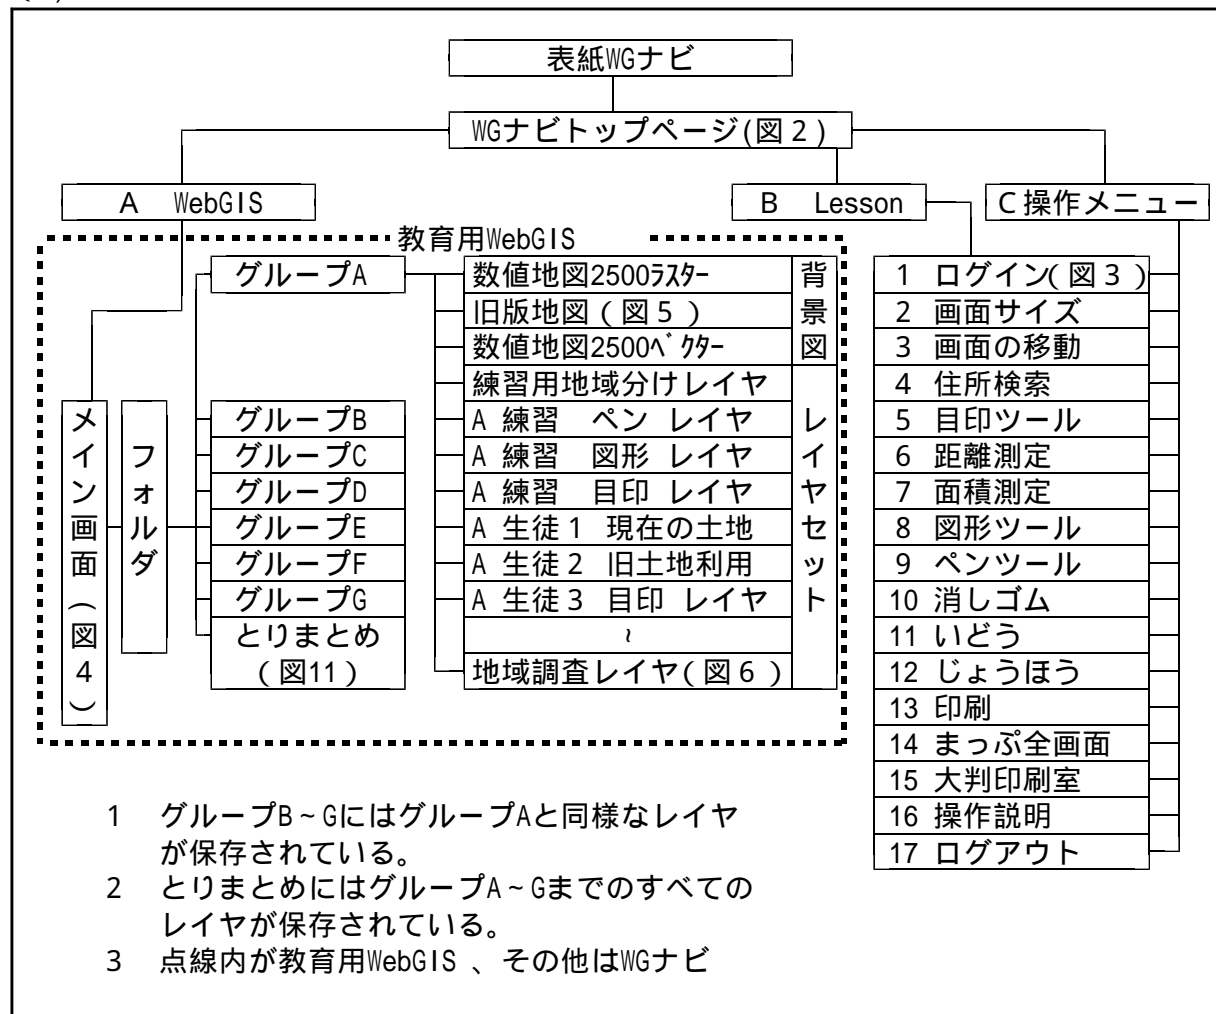 表紙WGナビ
WGナビトップページ(図２)
A　WebGIS
B　Lesson
C操作メニュー
教育用WebGIS
メイン画面(図４)
フォルダ
グループA
グループB
グループC
グループD
グループE
グループF
グループG
とりまとめ
(図11)
数値地図2500ﾗｽﾀｰ
旧版地図(図５)
数値地図2500ﾍﾞｸﾀｰ
背景図
練習用地域分けレイヤ
A 練習　ペン レイヤ
A 練習　図形 レイヤ
A 練習　目印 レイヤ
A 生徒１ 現在の土地
A 生徒２ 旧土地利用
A 生徒３ 目印 レイヤ
～
地域調査レイヤ(図６)
レイヤセット
1 ログイン(図３)
2 画面サイズ
3 画面の移動
4 住所検索
5 目印ツール
6 距離測定
7 面積測定
8 図形ツール
9 ペンツール
10 消しゴム
11 いどう
12 じょうほう
13 印刷
14 まっぷ全画面
15 大判印刷室
16 操作説明
17 ログアウト
1　グループB～GにはグループAと同様なレイヤ
が保存されている。
2　とりまとめにはグループA～Gまでのすべての
レイヤが保存されている。
3　点線内が教育用WebGIS 、その他はWGナビ